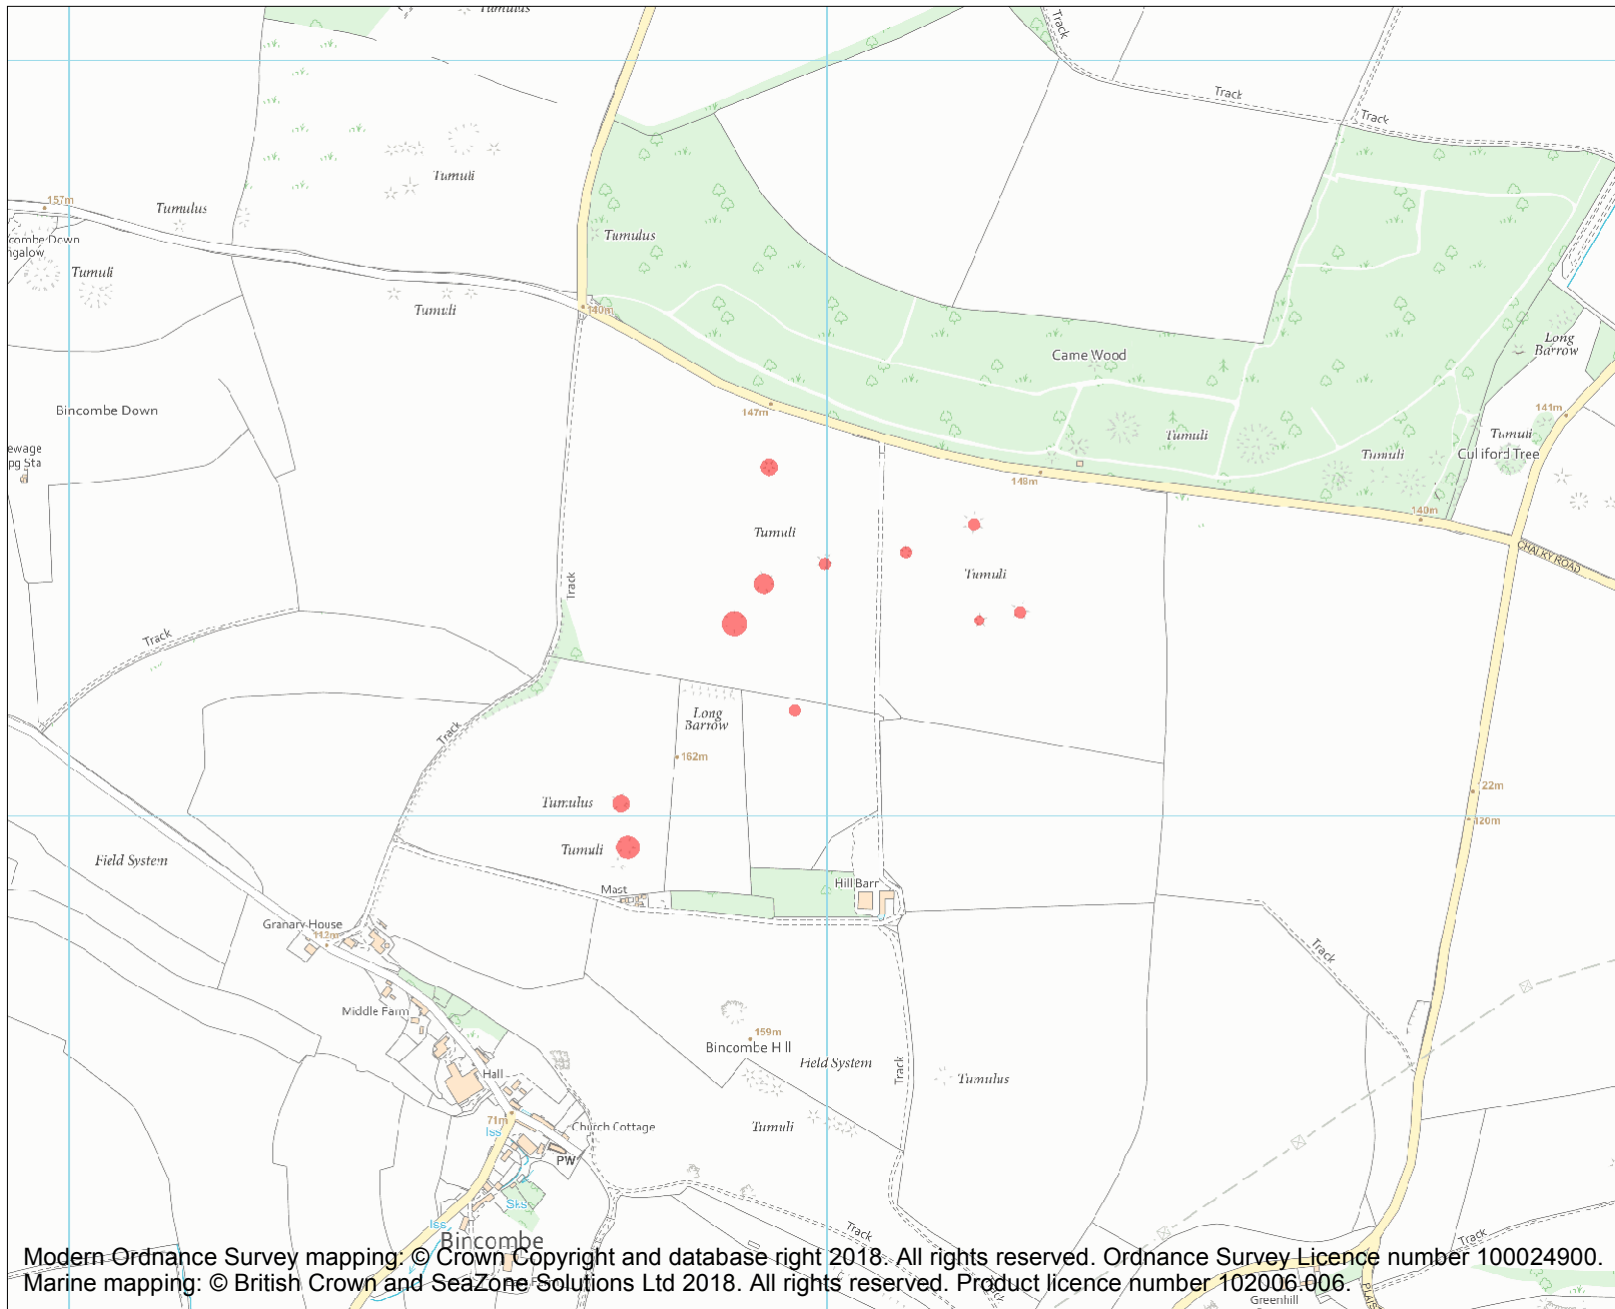 Tumulus
Track
Track
Track
Tumuli
157m
Tumulus
Tumulus
combe Down
ngalow
Tumuli
Tumuli
140m
Long
Barrow
Came Wood
Bincombe Down
147m
141m
Tumuli
Tumuli
Culliford Tree
Tumuli
ewage
pg Sta
148m
140m
Tumuli
CHALKY ROAD
Tumuli
Track
Track
Long
Barrow
Track
162m
22m
120m
Tumulus
Tumuli
Field System
Mast
Hill Barn
Granary House
112m
Track
Middle Farm
159m
Bincombe Hill
Field System
Track
Hall
Tumulus
71m
Iss
Church Cottage
Tumuli
PW
Sks
Iss
Track
Bincombe
Track
Modern Ordnance Survey mapping: © Crown Copyright and database right 2018. All rights reserved. Ordnance Survey Licence number 100024900.
Marine mapping: © British Crown and SeaZone Solutions Ltd 2018. All rights reserved. Product licence number 102006.006.
Track
Greenhill